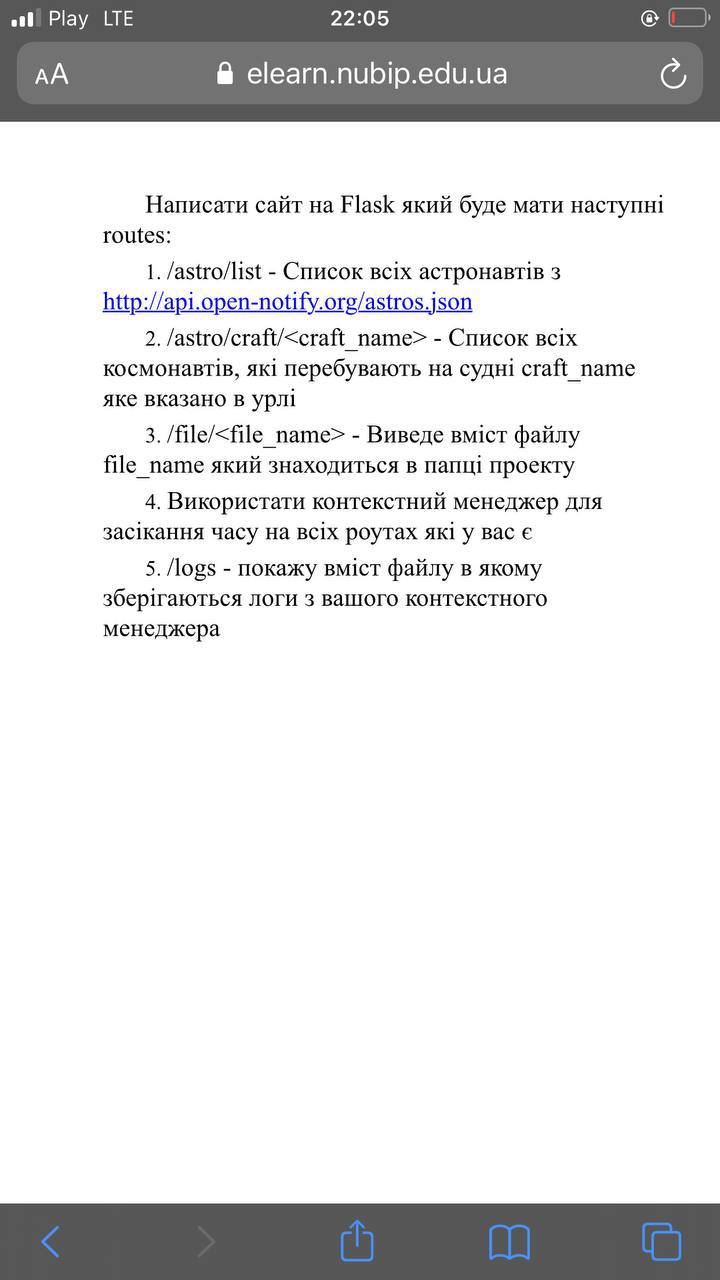 Play LTE 22:05
AA elearn.nubip.edu.ua
Написати сайт на Flask який буде мати наступні
routes:
1. /astro/list - Список всіх астронавтів з
http://api.open-notify.org/astros.json
2. /astro/craft/<craft_name> - Список всіх
космонавтів, які перебувають на судні craft_name
яке вказано в урлі
3. /file/<file_name> - Виведе вміст файлу
file_name який знаходиться в папці проекту
4. Використати контекстний менеджер для
засікання часу на всіх роутах які у вас є
5. /logs - покажу вміст файлу в якому
зберігаються логи з вашого контекстного
менеджера